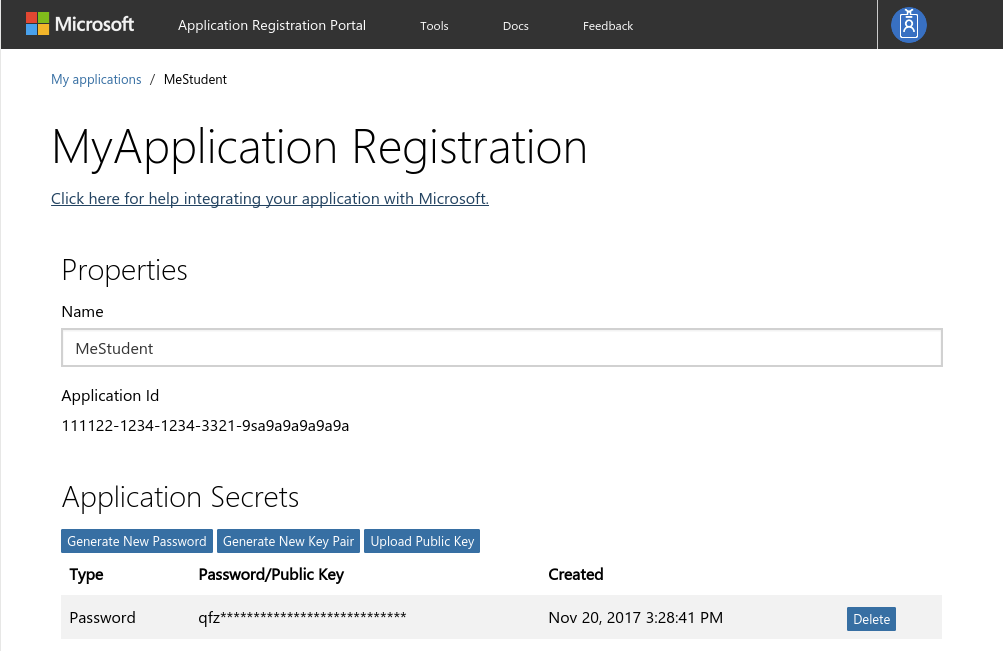 Microsoft Application Registration Portal Tools Docs Feedback
My applications / MeStudent
MyApplication Registration
Click here for help integrating your application with Microsoft.
Properties
Name
MeStudent
Application Id
111122-1234-1234-3321-9sa9a9a9a9a9a
Application Secrets
Generate New Password Generate New Key Pair Upload Public Key
Type Password/Public Key Created
Password qfz**************************** Nov 20, 2017 3:28:41 PM Delete